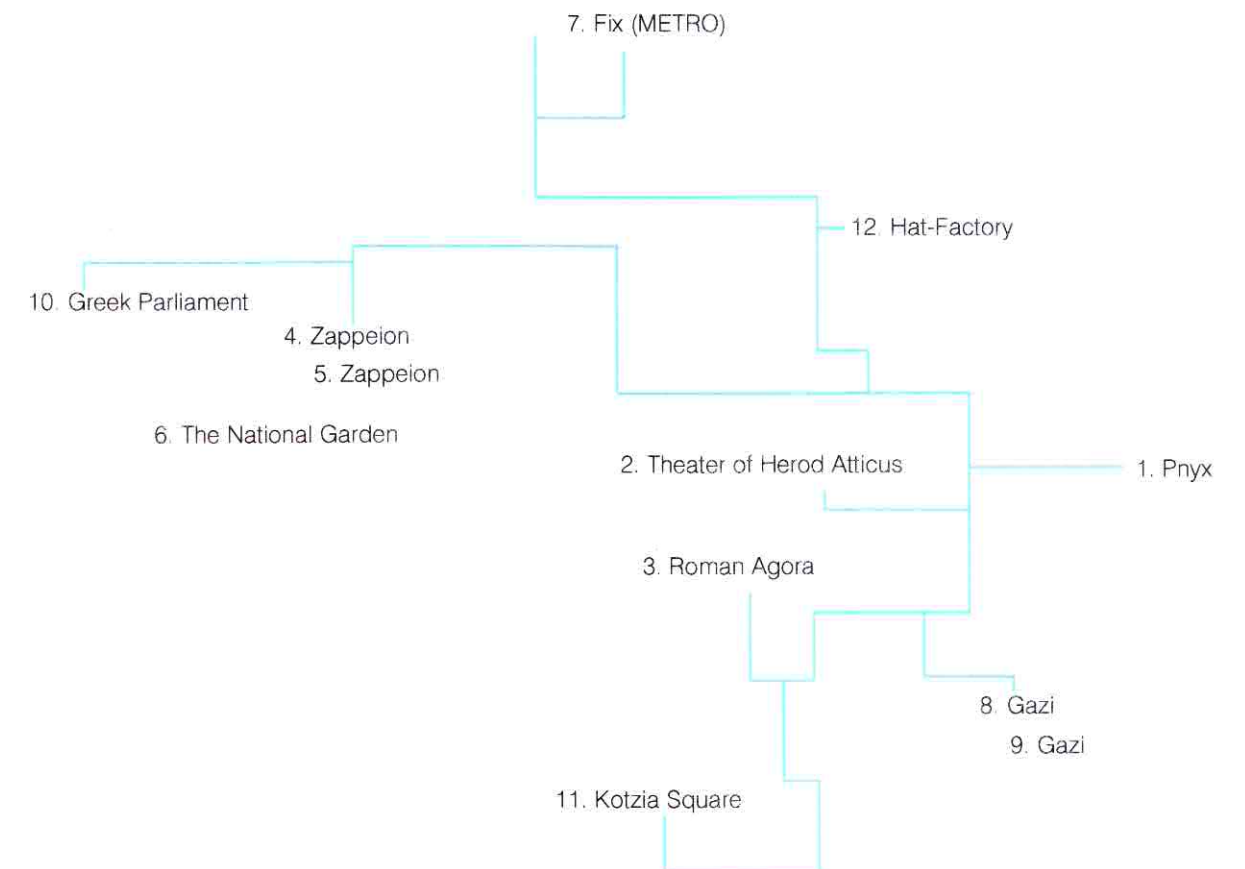 7. Fix (METRO)
12. Hat-Factory
10. Greek Parliament
4. Zappeion
5. Zappeion
6. The National Garden
2. Theater of Herod Atticus
1. Pnyx
3. Roman Agora
8. Gazi
9. Gazi
11. Kotzia Square